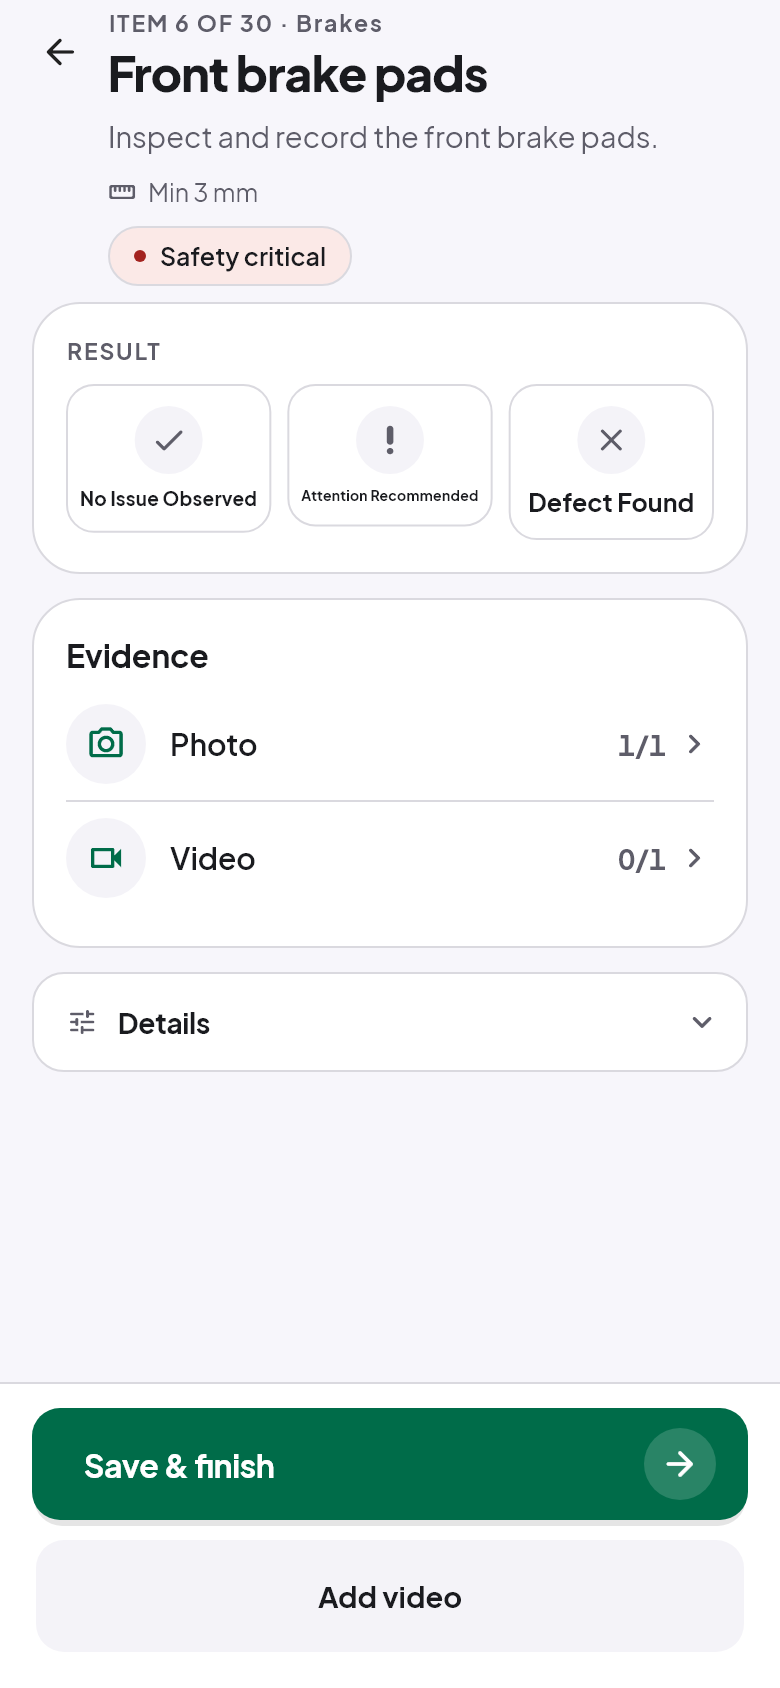 ITEM 6 OF 30 · Brakes
Front brake pads
Inspect and record the front brake pads.
Min 3 mm
Safety critical
RESULT
No Issue Observed
Attention Recommended
Defect Found
Evidence
Photo 1/1
Video 0/1
Details
Save & finish
Add video